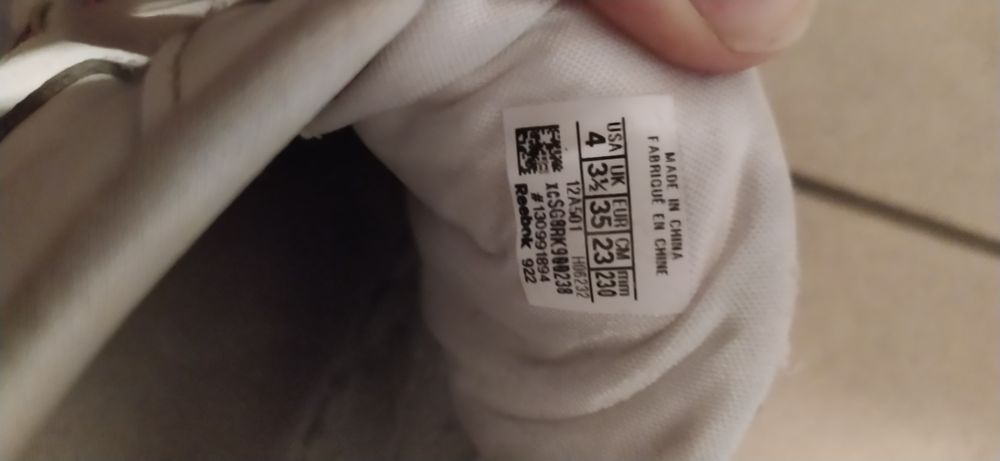 MADE IN CHINA
FABRIQUÉ EN CHINE
USA UK EUR CM mm
4 3½ 35 23 230
12A501 H06232
#130991894
Reebok 922